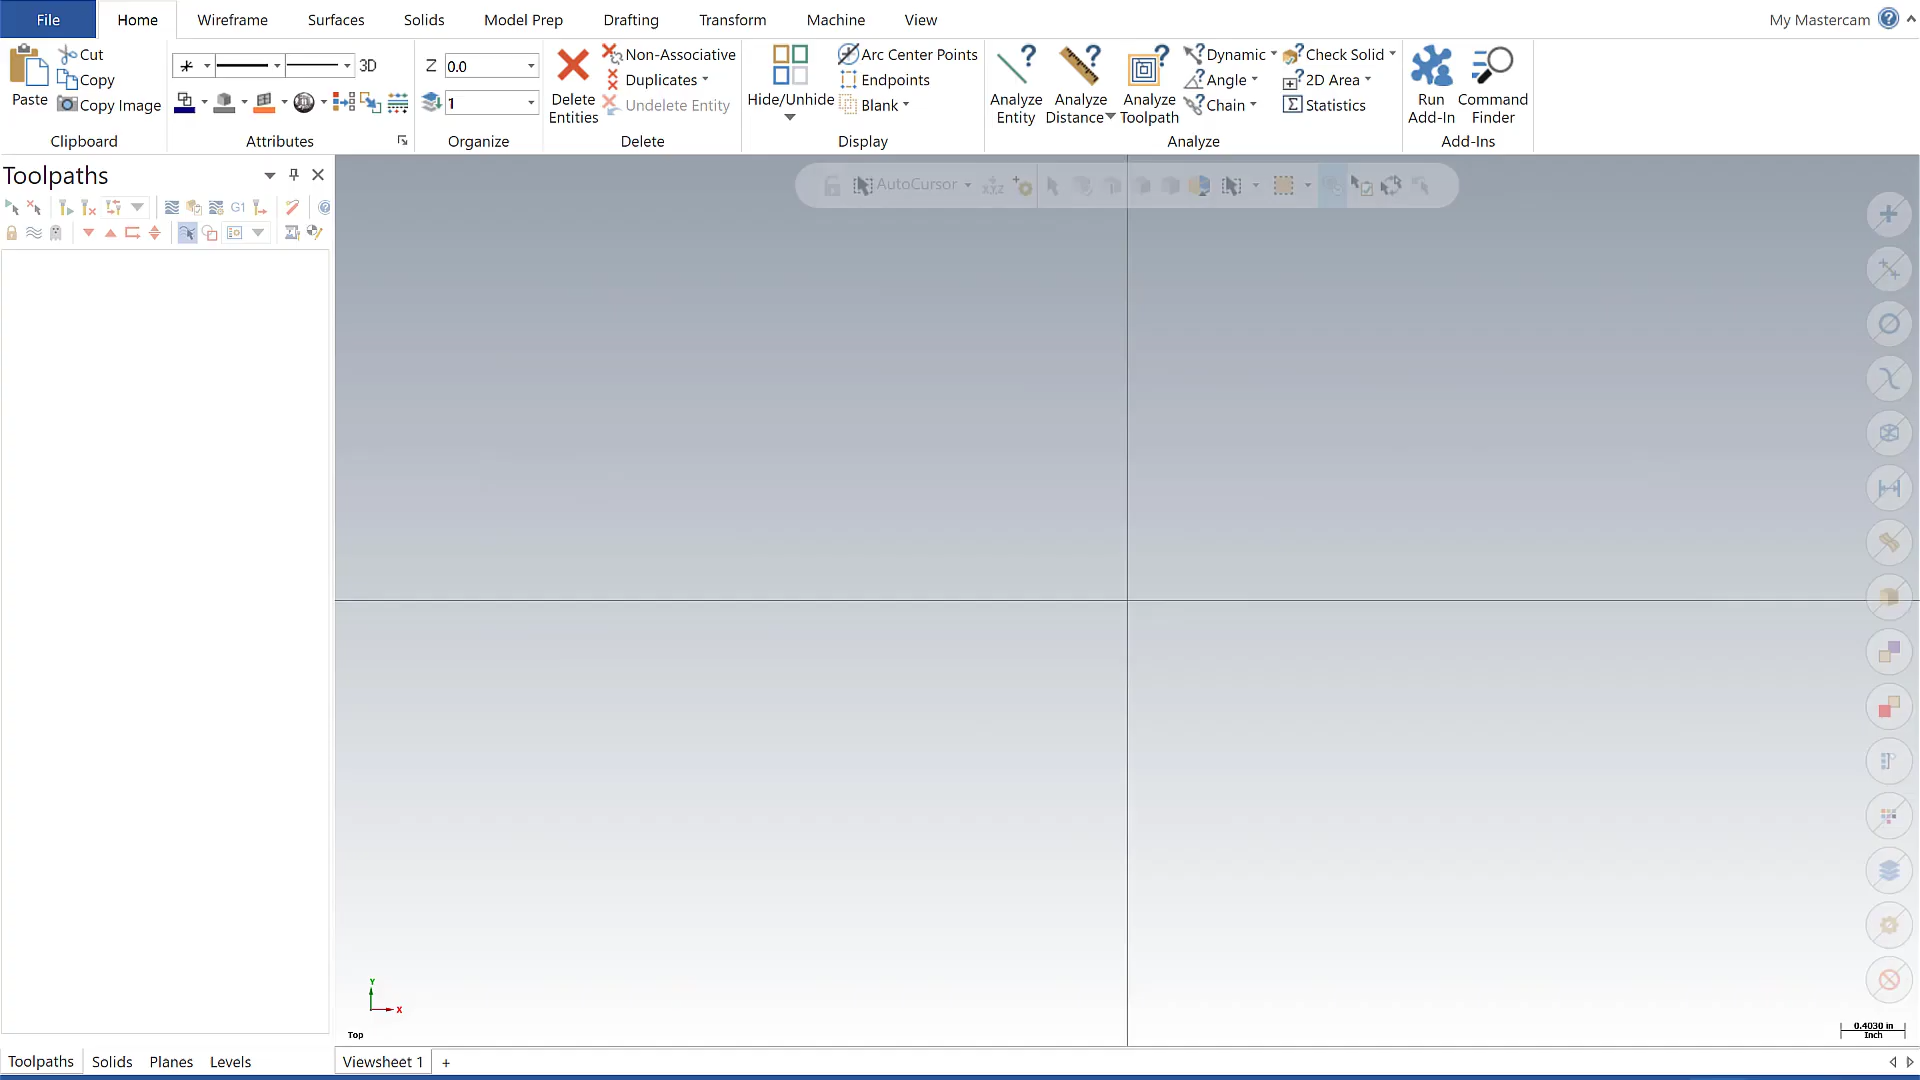 File Home Wireframe Surfaces Solids Model Prep Drafting Transform Machine View My Mastercam
Paste
Cut
Copy
Copy Image
Clipboard
3D
Attributes
Z 0.0
1
Organize
Delete
Entities
Non-Associative
Duplicates
Undelete Entity
Delete
Hide/Unhide
Arc Center Points
Endpoints
Blank
Display
Analyze
Entity
Analyze
Distance
Analyze
Toolpath
Dynamic
Angle
Chain
Check Solid
2D Area
Statistics
Analyze
Run
Add-In
Command
Finder
Add-Ins
Toolpaths
G1
AutoCursor
XYZ
Y
X
Top
0.4030 in
Inch
Toolpaths Solids Planes Levels
Viewsheet 1 +